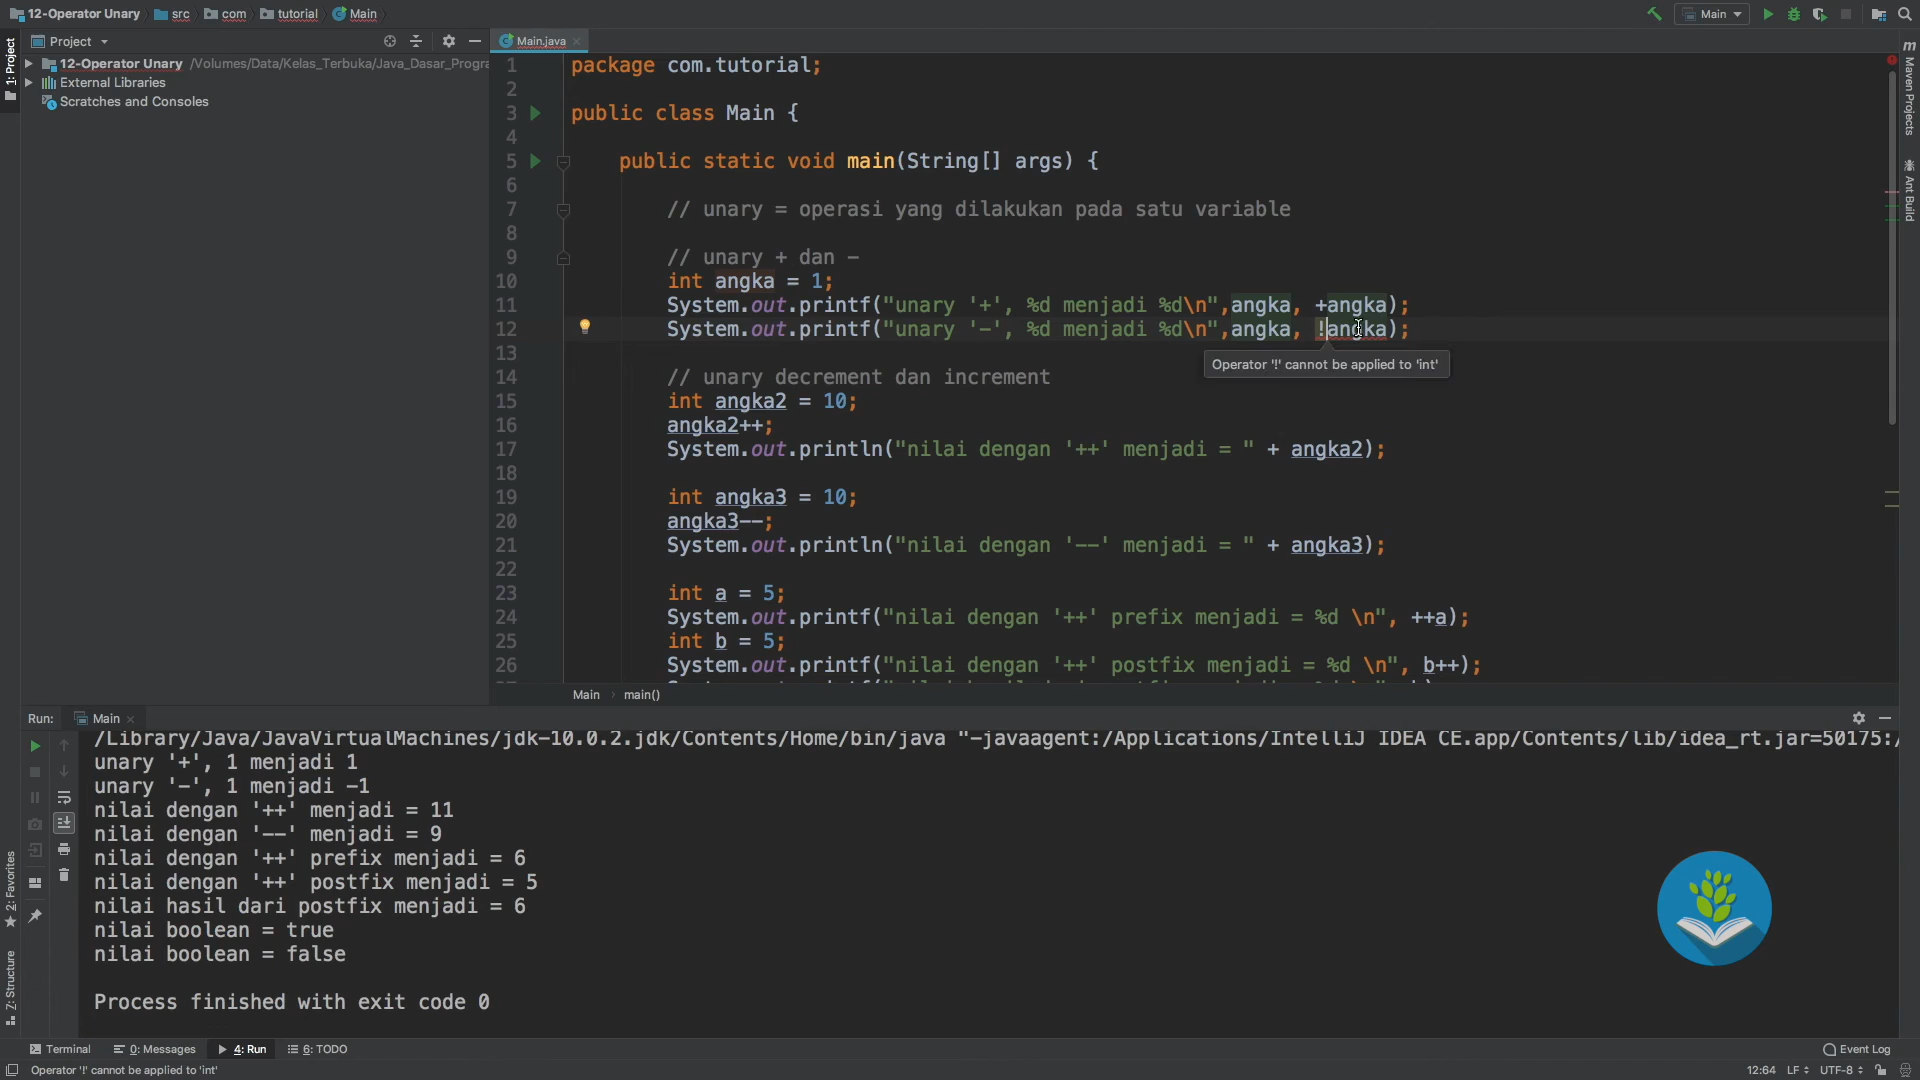 12-Operator Unary src com tutorial Main
Main
Project
Main.java
12-Operator Unary /Volumes/Data/Kelas_Terbuka/Java_Dasar_Progra
External Libraries
Scratches and Consoles
1: Project
2: Favorites
Z: Structure
Maven Projects
Ant Build
1 package com.tutorial;
2
3 public class Main {
4
5 public static void main(String[] args) {
6
7 // unary = operasi yang dilakukan pada satu variable
8
9 // unary + dan -
10 int angka = 1;
11 System.out.printf("unary '+', %d menjadi %d\n",angka, +angka);
12 System.out.printf("unary '-', %d menjadi %d\n",angka, !angka);
13
Operator '!' cannot be applied to 'int'
14 // unary decrement dan increment
15 int angka2 = 10;
16 angka2++;
17 System.out.println("nilai dengan '++' menjadi = " + angka2);
18
19 int angka3 = 10;
20 angka3--;
21 System.out.println("nilai dengan '--' menjadi = " + angka3);
22
23 int a = 5;
24 System.out.printf("nilai dengan '++' prefix menjadi = %d \n", ++a);
25 int b = 5;
26 System.out.printf("nilai dengan '++' postfix menjadi = %d \n", b++);
Main main()
Run: Main
/Library/Java/JavaVirtualMachines/jdk-10.0.2.jdk/Contents/Home/bin/java "-javaagent:/Applications/IntelliJ IDEA CE.app/Contents/lib/idea_rt.jar=50175:/
unary '+', 1 menjadi 1
unary '-', 1 menjadi -1
nilai dengan '++' menjadi = 11
nilai dengan '--' menjadi = 9
nilai dengan '++' prefix menjadi = 6
nilai dengan '++' postfix menjadi = 5
nilai hasil dari postfix menjadi = 6
nilai boolean = true
nilai boolean = false
Process finished with exit code 0
Terminal 0: Messages 4: Run 6: TODO
Event Log
Operator '!' cannot be applied to 'int'
12:64 LF UTF-8